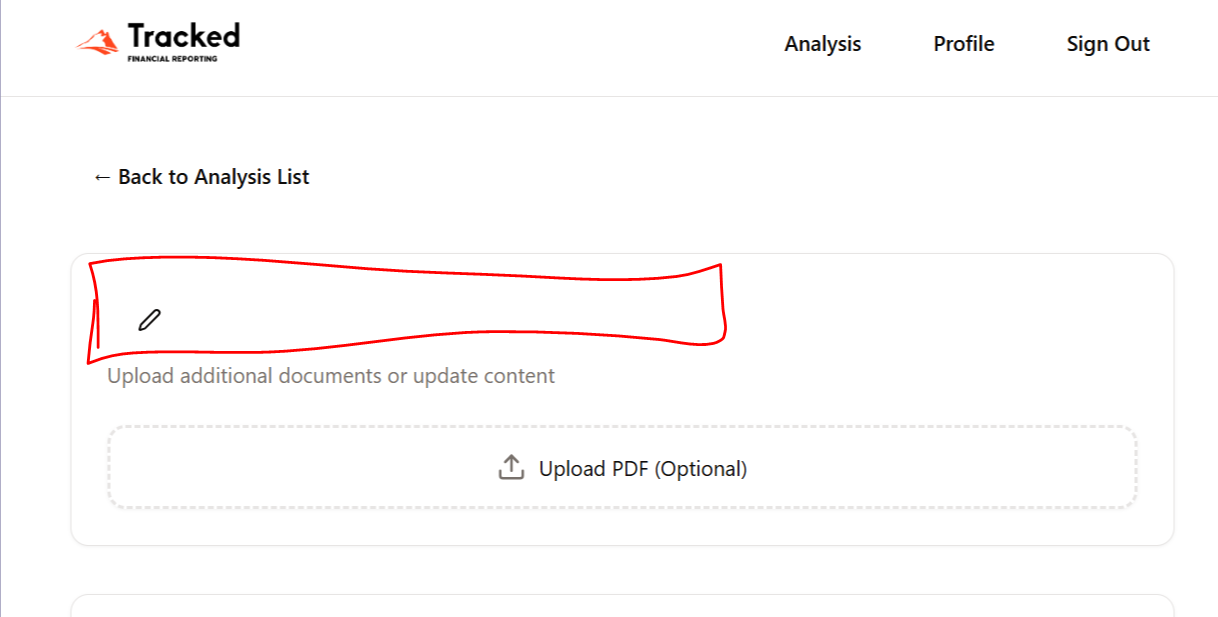 Tracked
FINANCIAL REPORTING
Analysis Profile Sign Out
← Back to Analysis List
Upload additional documents or update content
Upload PDF (Optional)